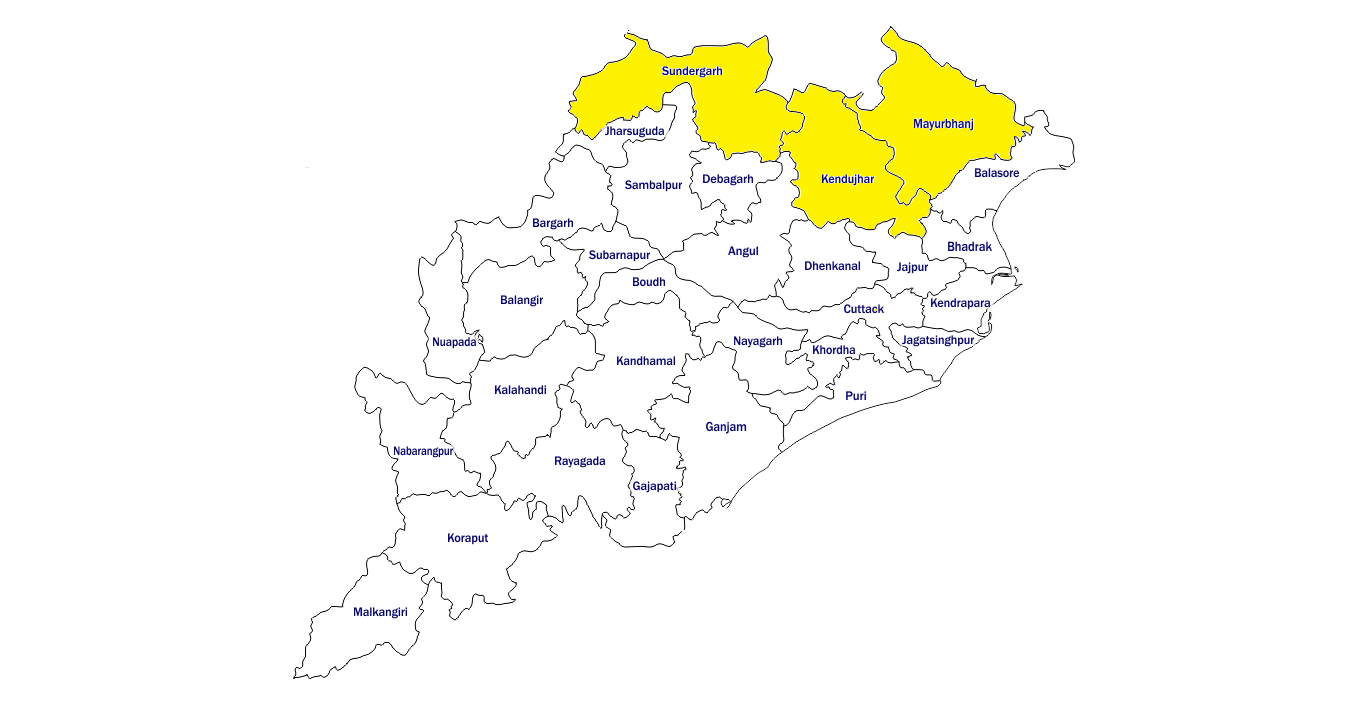 Sundergarh
Mayurbhanj
Jharsuguda
Balasore
Debagarh
Kendujhar
Sambalpur
Bargarh
Bhadrak
Angul
Subarnapur
Dhenkanal
Jajpur
Boudh
Balangir
Kendrapara
Cuttack
Nuapada
Nayagarh
Jagatsinghpur
Khordha
Kandhamal
Kalahandi
Puri
Ganjam
Nabarangpur
Rayagada
Gajapati
Koraput
Malkangiri